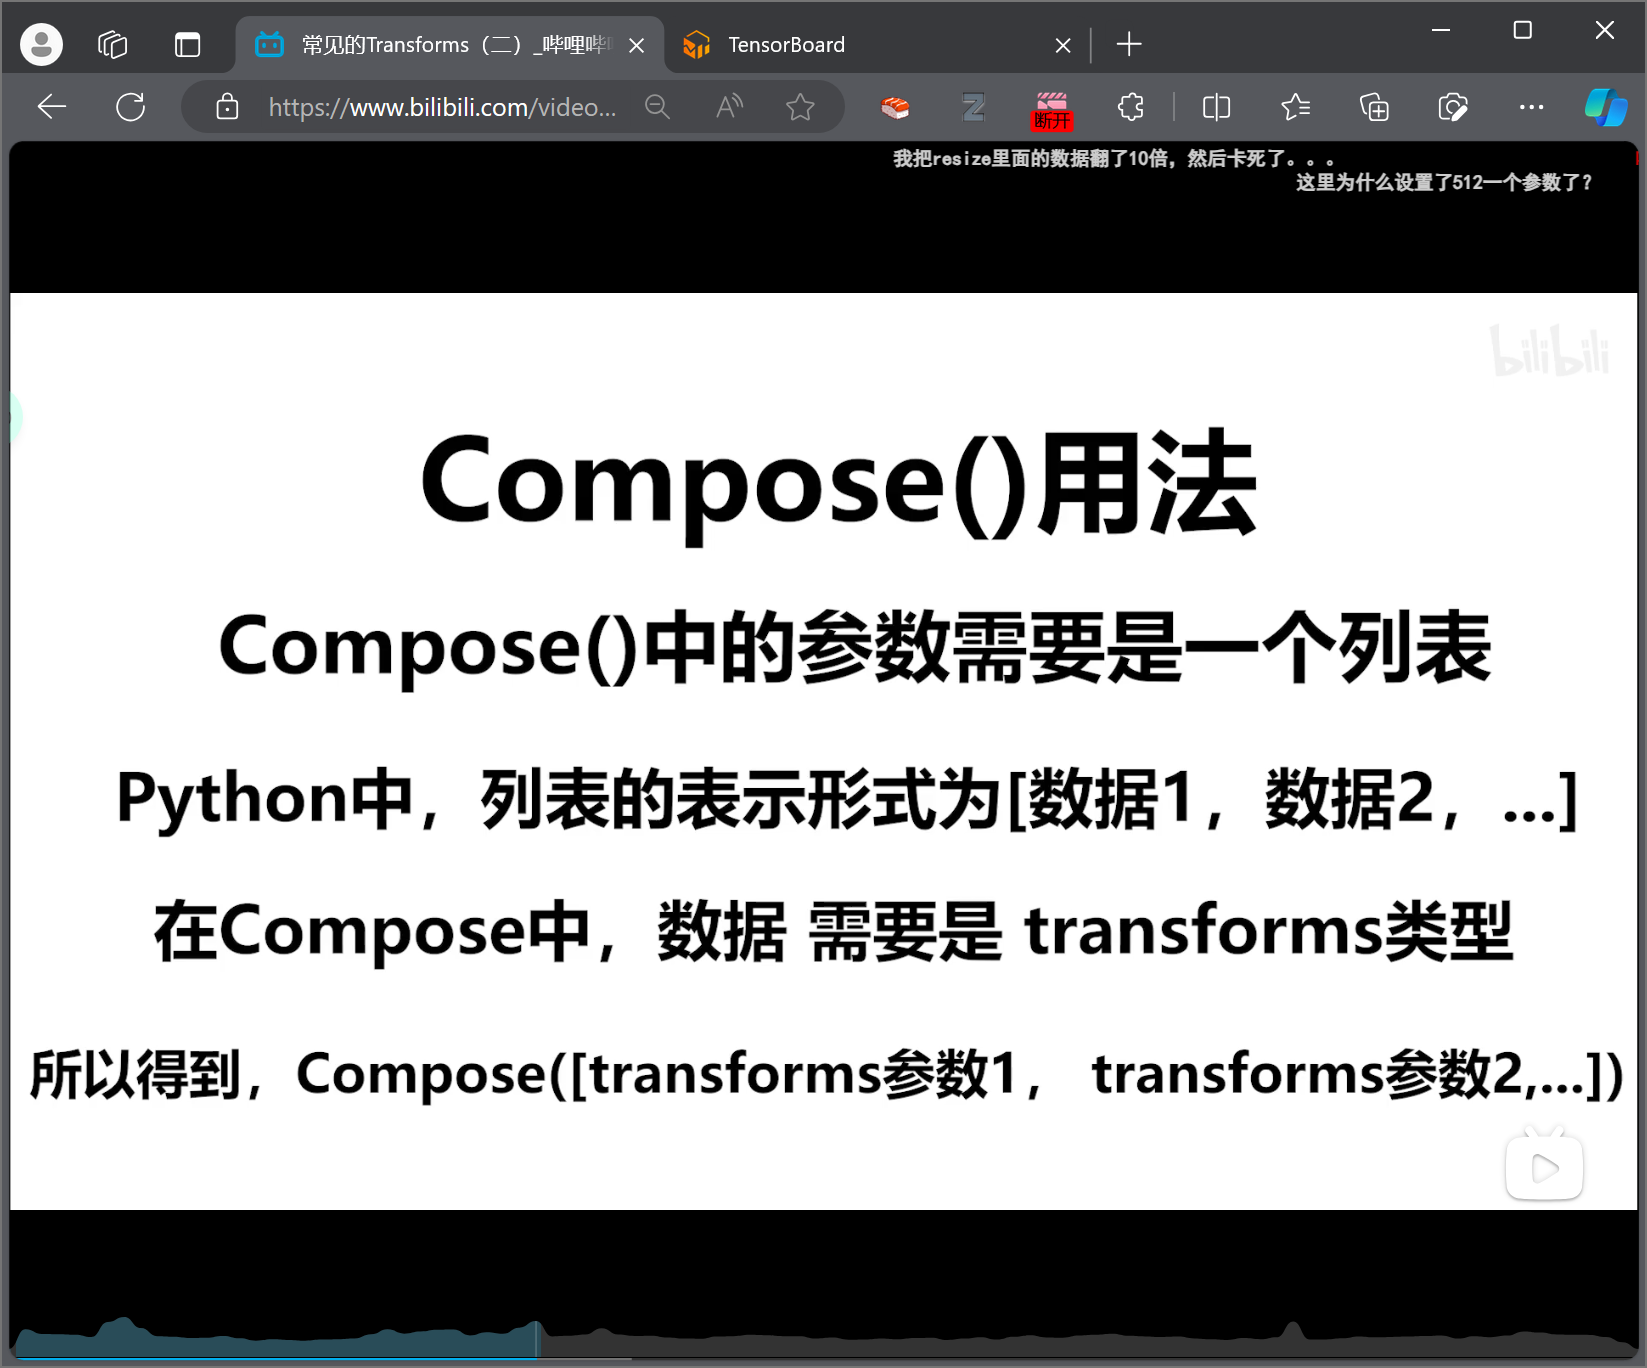 常见的Transforms（二）_哔哩哔
TensorBoard
https://www.bilibili.com/video...
断开
我把resize里面的数据翻了10倍，然后卡死了。。。
这里为什么设置了512一个参数了？
bilibili
Compose()用法
Compose()中的参数需要是一个列表
Python中，列表的表示形式为[数据1，数据2，...]
在Compose中，数据 需要是 transforms类型
所以得到，Compose([transforms参数1， transforms参数2,...])